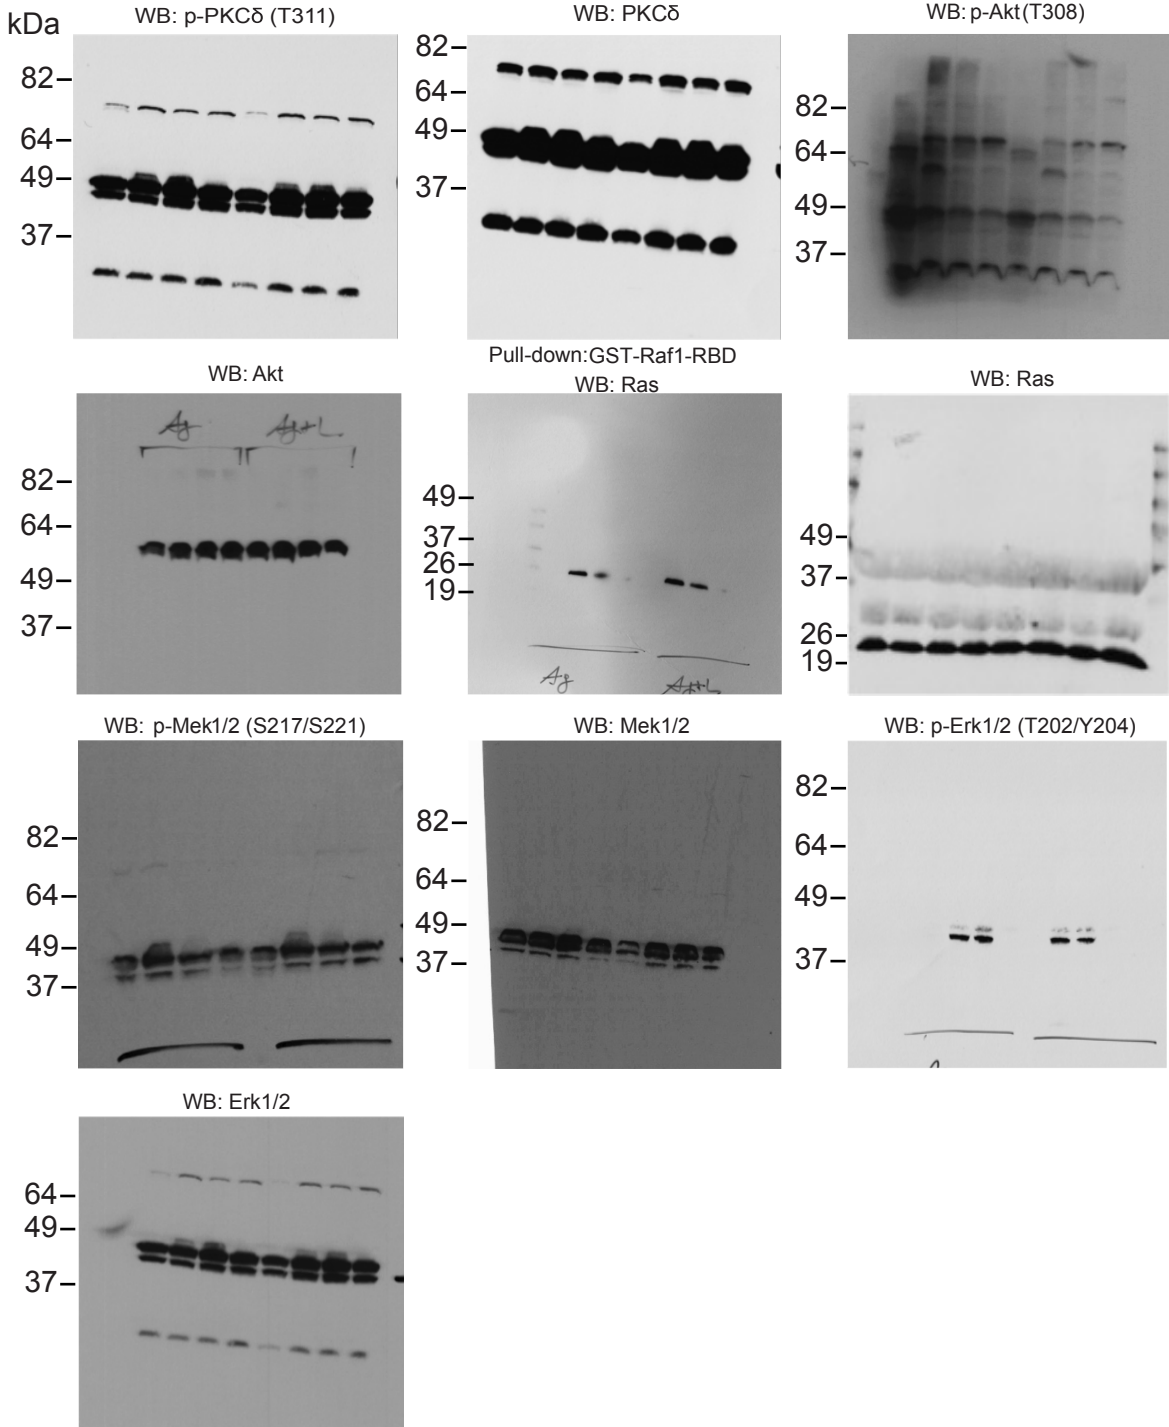 kDa
WB: p-PKCδ (T311)
82
64
49
37
WB: PKCδ
82
64
49
37
WB: p-Akt(T308)
82
64
49
37
WB: Akt
82
64
49
37
Ag
Ag+L
Pull-down:GST-Raf1-RBD
WB: Ras
49
37
26
19
Ag
Ag+L
WB: Ras
49
37
26
19
WB: p-Mek1/2 (S217/S221)
82
64
49
37
WB: Mek1/2
82
64
49
37
WB: p-Erk1/2 (T202/Y204)
82
64
49
37
WB: Erk1/2
64
49
37